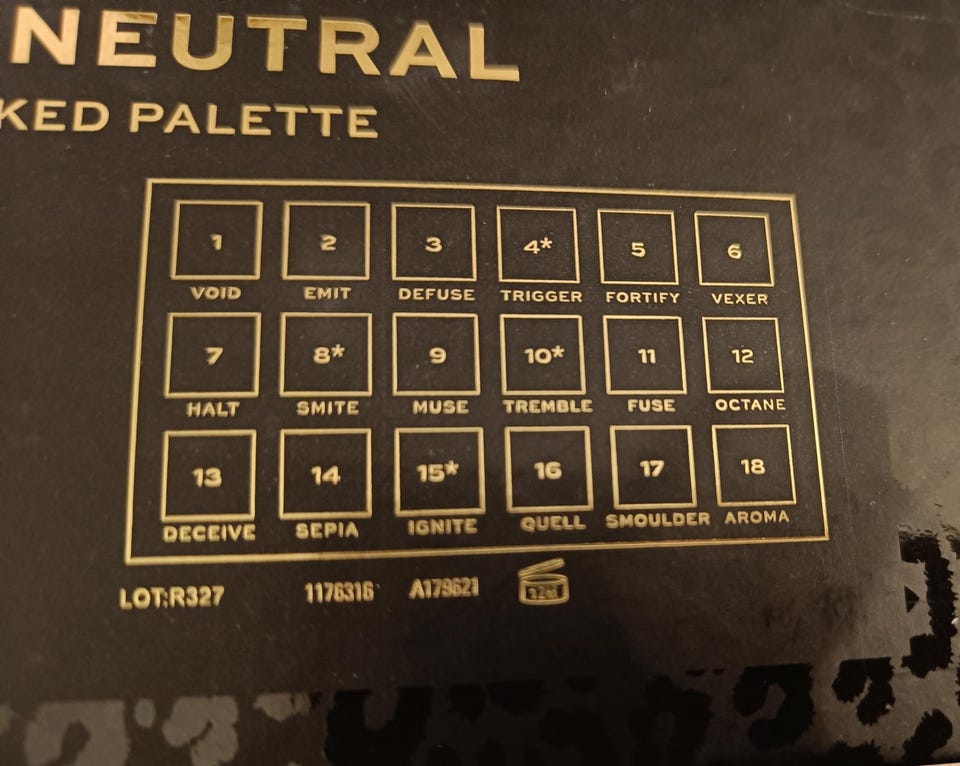 NEUTRAL
KED PALETTE
1 2 3 4* 5 6
VOID EMIT DEFUSE TRIGGER FORTIFY VEXER
7 8* 9 10* 11 12
HALT SMITE MUSE TREMBLE FUSE OCTANE
13 14 15* 16 17 18
DECEIVE SEPIA IGNITE QUELL SMOULDER AROMA
LOT:R327 1176316 A179621